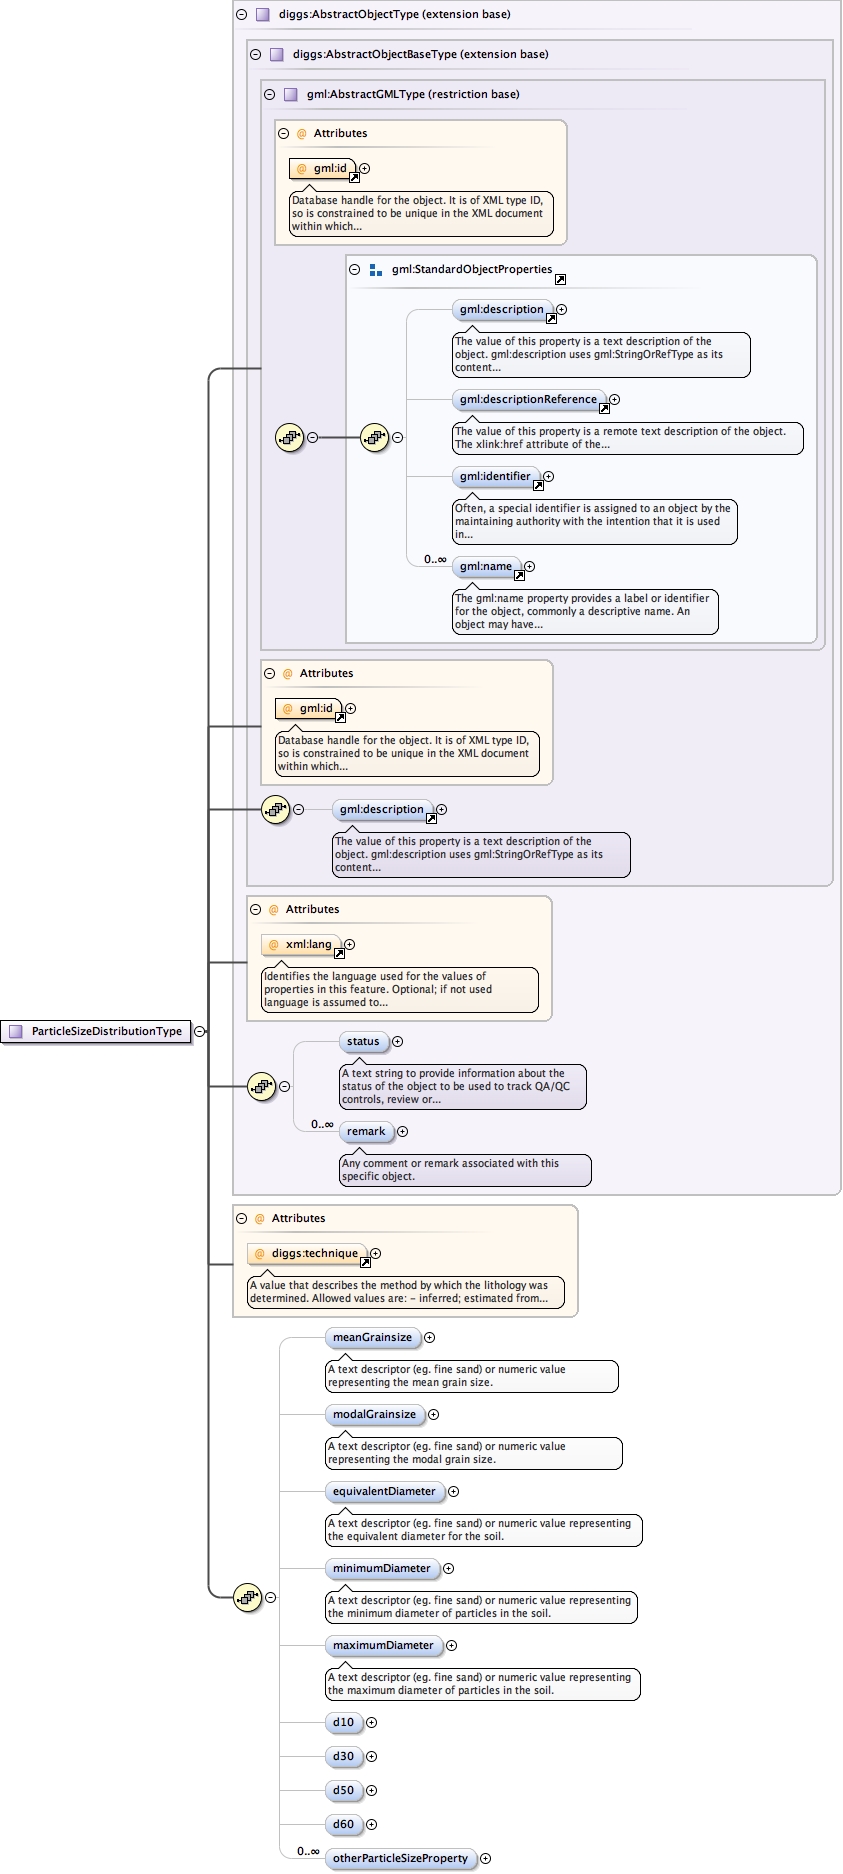 diggs:AbstractObjectType (extension base)
diggs:AbstractObjectBaseType (extension base)
gml:AbstractGMLType (restriction base)
@ Attributes
@ gml:id
Database handle for the object. It is of XML type ID,
so is constrained to be unique in the XML document
within which...
gml:StandardObjectProperties
gml:description
The value of this property is a text description of the
object. gml:description uses gml:StringOrRefType as its
content...
gml:descriptionReference
The value of this property is a remote text description of the object.
The xlink:href attribute of the...
gml:identifier
Often, a special identifier is assigned to an object by the
maintaining authority with the intention that it is used
in...
0..∞
gml:name
The gml:name property provides a label or identifier
for the object, commonly a descriptive name. An
object may have...
@ Attributes
@ gml:id
Database handle for the object. It is of XML type ID,
so is constrained to be unique in the XML document
within which...
gml:description
The value of this property is a text description of the
object. gml:description uses gml:StringOrRefType as its
content...
@ Attributes
@ xml:lang
Identifies the language used for the values of
properties in this feature. Optional; if not used
language is assumed to...
ParticleSizeDistributionType
status
A text string to provide information about the
status of the object to be used to track QA/QC
controls, review or...
0..∞
remark
Any comment or remark associated with this
specific object.
@ Attributes
@ diggs:technique
A value that describes the method by which the lithology was
determined. Allowed values are: - inferred; estimated from...
meanGrainsize
A text descriptor (eg. fine sand) or numeric value
representing the mean grain size.
modalGrainsize
A text descriptor (eg. fine sand) or numeric value
representing the modal grain size.
equivalentDiameter
A text descriptor (eg. fine sand) or numeric value representing
the equivalent diameter for the soil.
minimumDiameter
A text descriptor (eg. fine sand) or numeric value representing
the minimum diameter of particles in the soil.
maximumDiameter
A text descriptor (eg. fine sand) or numeric value representing
the maximum diameter of particles in the soil.
d10
d30
d50
d60
0..∞
otherParticleSizeProperty